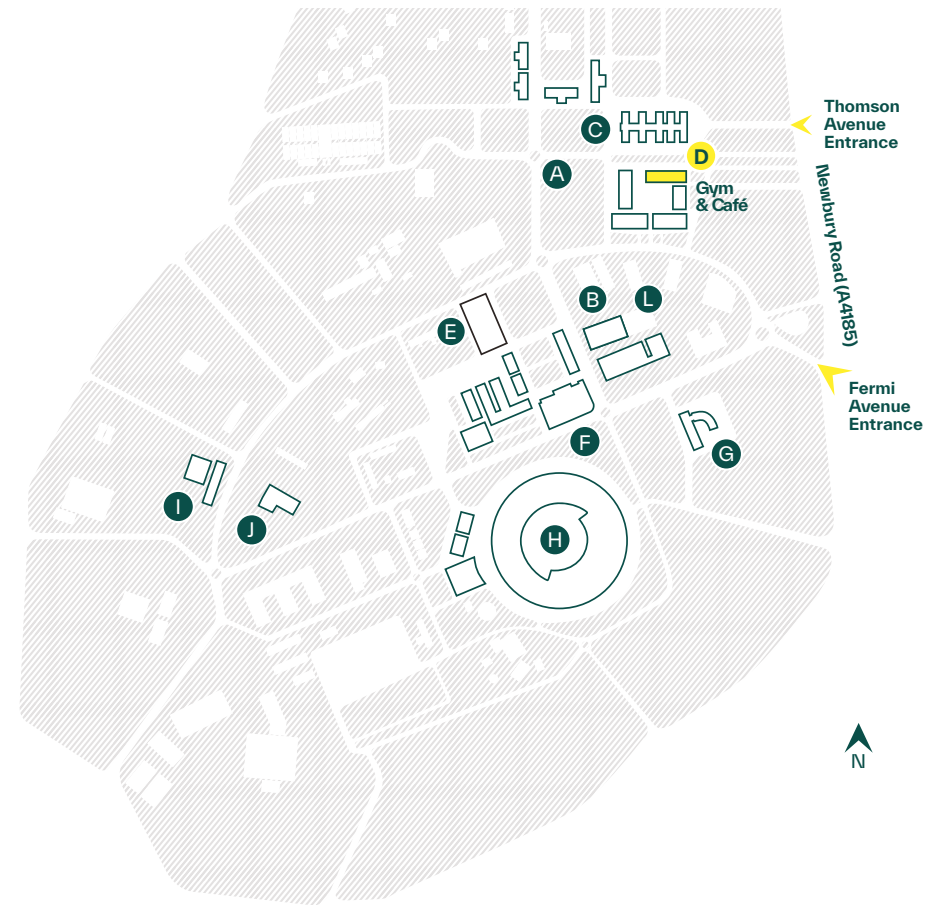 Thomson
Avenue
Entrance
C
D
A
Gym
& Café
Newbury Road (A4185)
B
L
E
Fermi
Avenue
Entrance
F
G
I
J
H
N